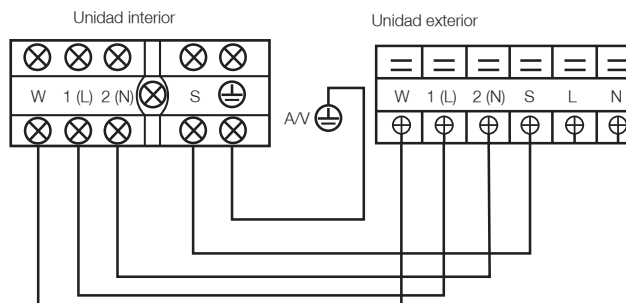 Unidad interior
Unidad exterior
W 1 (L) 2 (N) S
A/V
W 1 (L) 2 (N) S L N